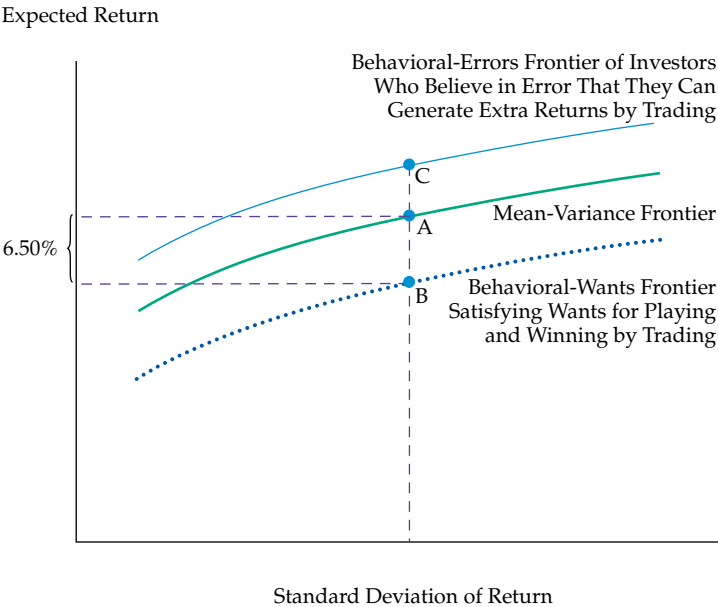 Expected Return
Behavioral-Errors Frontier of Investors
Who Believe in Error That They Can
Generate Extra Returns by Trading
C
A
Mean-Variance Frontier
6.50%
B
Behavioral-Wants Frontier
Satisfying Wants for Playing
and Winning by Trading
Standard Deviation of Return